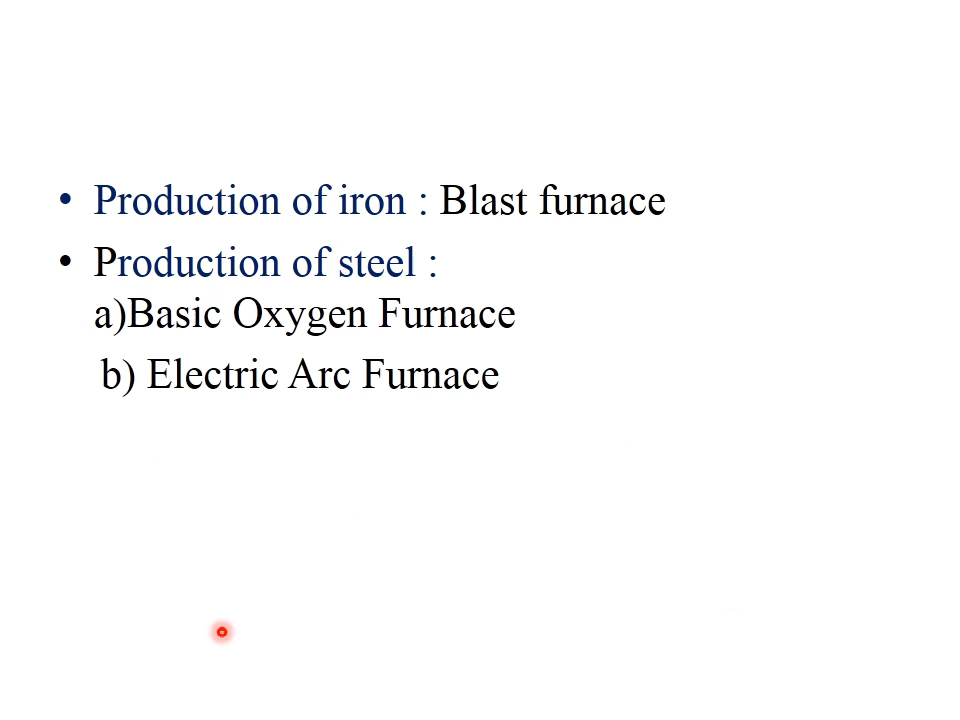 • Production of iron : Blast furnace
• Production of steel :
a)Basic Oxygen Furnace
b) Electric Arc Furnace